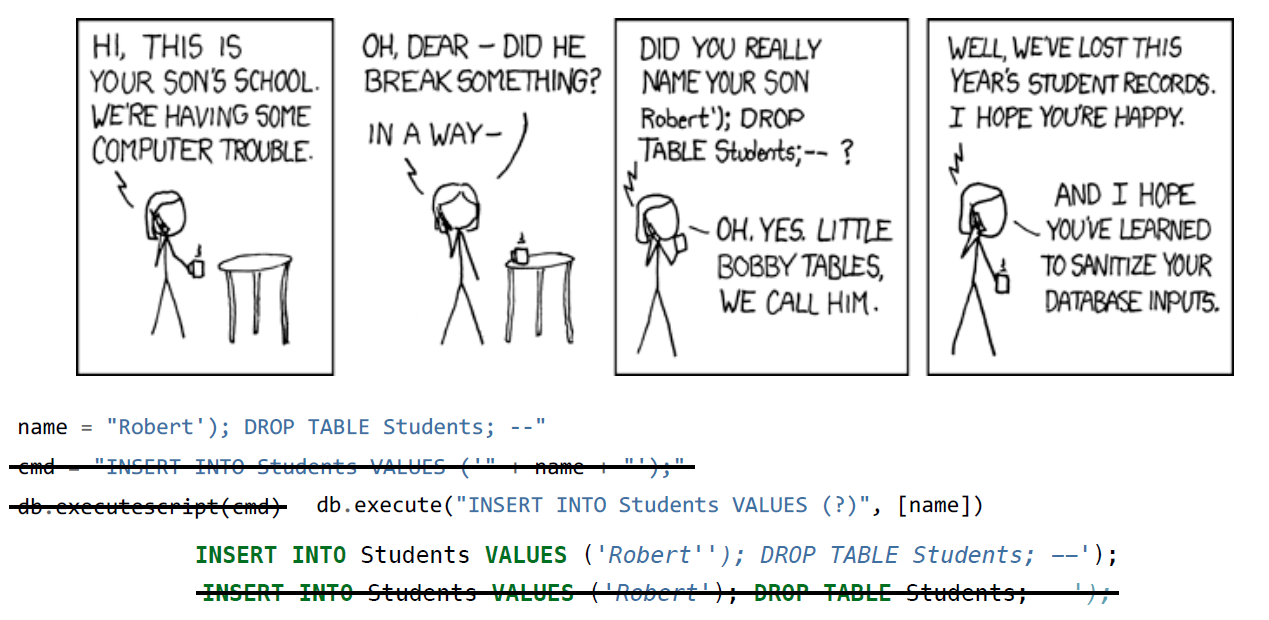 HI, THIS IS
YOUR SON'S SCHOOL.
WE'RE HAVING SOME
COMPUTER TROUBLE.
OH, DEAR – DID HE
BREAK SOMETHING?
IN A WAY–
DID YOU REALLY
NAME YOUR SON
Robert'); DROP
TABLE Students;-- ?
OH. YES. LITTLE
BOBBY TABLES,
WE CALL HIM.
WELL, WE'VE LOST THIS
YEAR'S STUDENT RECORDS.
I HOPE YOU'RE HAPPY.
AND I HOPE
YOU'VE LEARNED
TO SANITIZE YOUR
DATABASE INPUTS.
name = "Robert'); DROP TABLE Students; --"
cmd = "INSERT INTO Students VALUES ('" + name + "');"
db.executescript(cmd) db.execute("INSERT INTO Students VALUES (?)", [name])
INSERT INTO Students VALUES ('Robert''); DROP TABLE Students; --');
INSERT INTO Students VALUES ('Robert'); DROP TABLE Students; --');